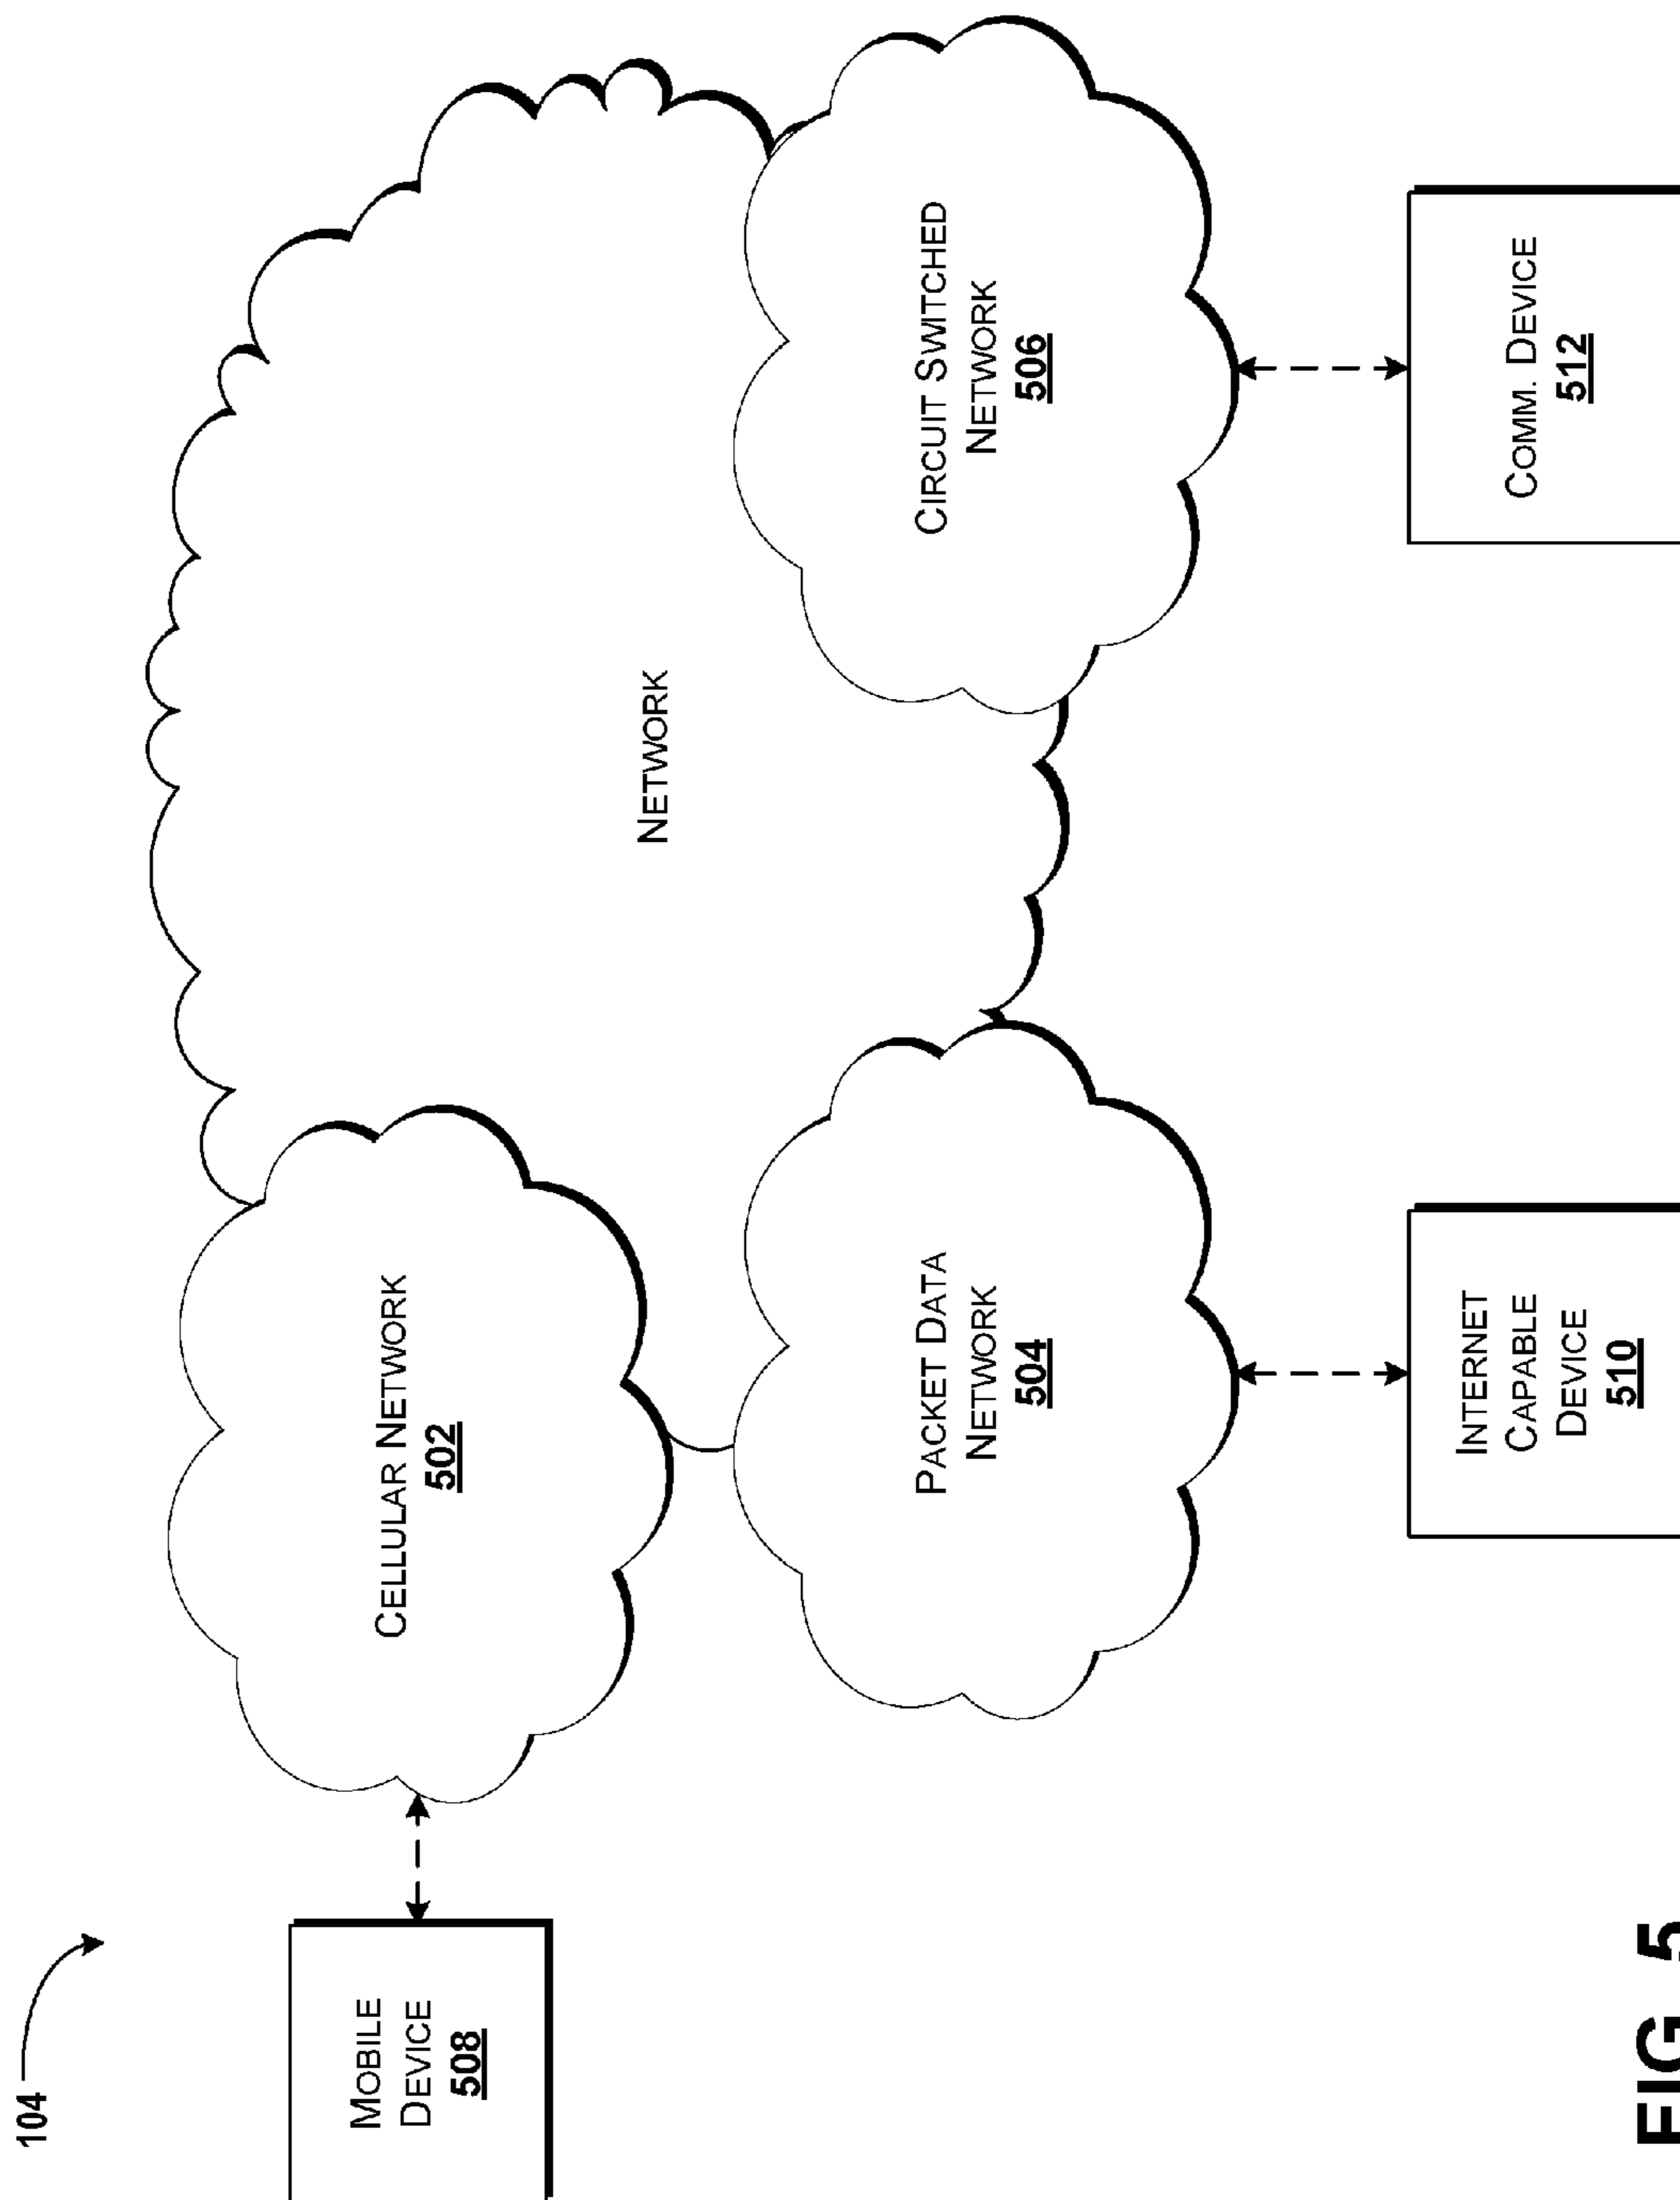 104
MOBILE
DEVICE
508
CELLULAR NETWORK
502
NETWORK
PACKET DATA
NETWORK
504
CIRCUIT SWITCHED
NETWORK
506
INTERNET
CAPABLE
DEVICE
510
COMM. DEVICE
512
FIG. 5